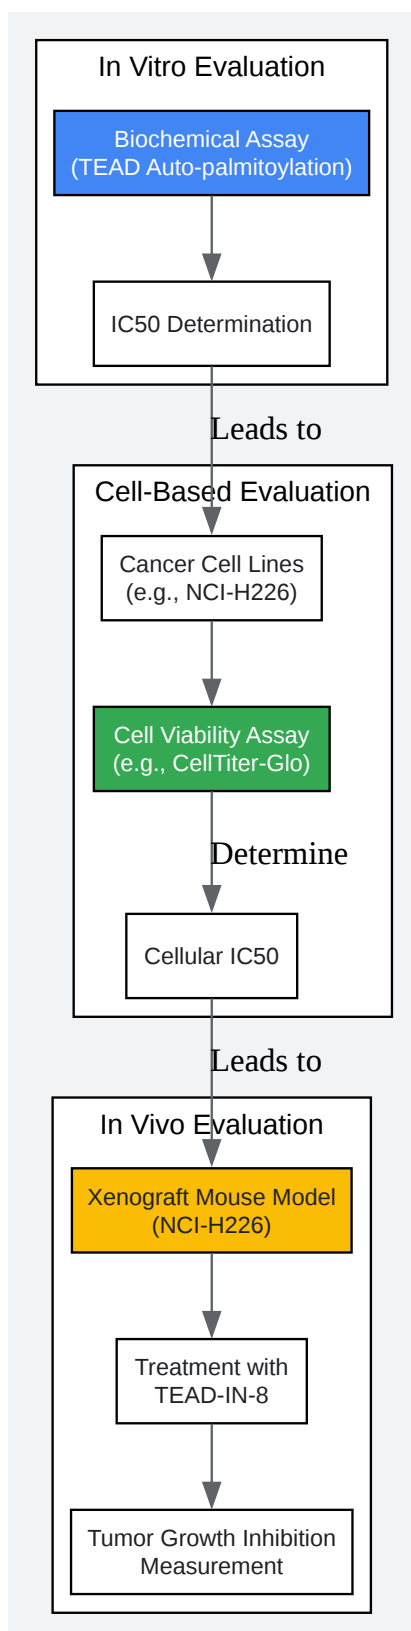 In Vitro Evaluation
Biochemical Assay
(TEAD Auto-palmitoylation)
IC50 Determination
Leads to
Cell-Based Evaluation
Cancer Cell Lines
(e.g., NCI-H226)
Cell Viability Assay
(e.g., CellTiter-Glo)
Determine
Cellular IC50
Leads to
In Vivo Evaluation
Xenograft Mouse Model
(NCI-H226)
Treatment with
TEAD-IN-8
Tumor Growth Inhibition
Measurement